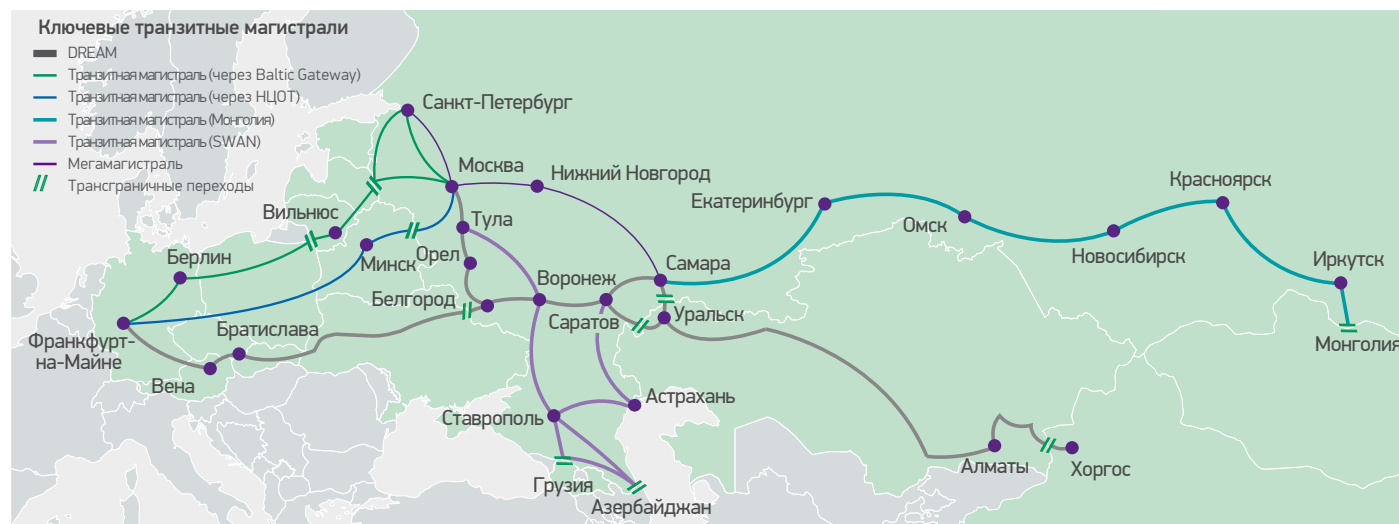 Ключевые транзитные магистрали
DREAM
Транзитная магистраль (через Baltic Gateway)
Транзитная магистраль (через НЦОТ)
Транзитная магистраль (Монголия)
Транзитная магистраль (SWAN)
Мегамагистраль
Трансграничные переходы
Санкт-Петербург
Москва
Нижний Новгород
Красноярск
Екатеринбург
Вильнюс
Тула
Омск
Берлин
Минск
Орел
Новосибирск
Воронеж
Самара
Иркутск
Белгород
Саратов
Уральск
Братислава
Франкфурт-
на-Майне
Монголия
Вена
Астрахань
Ставрополь
Алматы
Хоргос
Грузия
Азербайджан